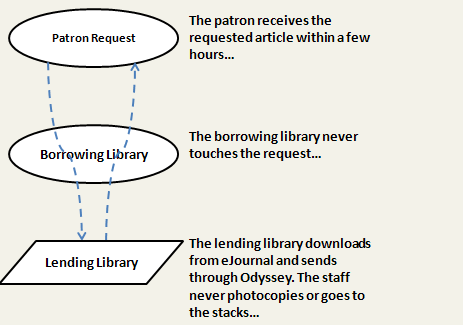 Patron Request
The patron receives the
requested article within a few
hours...
Borrowing Library
The borrowing library never
touches the request...
Lending Library
The lending library downloads
from eJournal and sends
through Odyssey. The staff
never photocopies or goes to
the stacks...